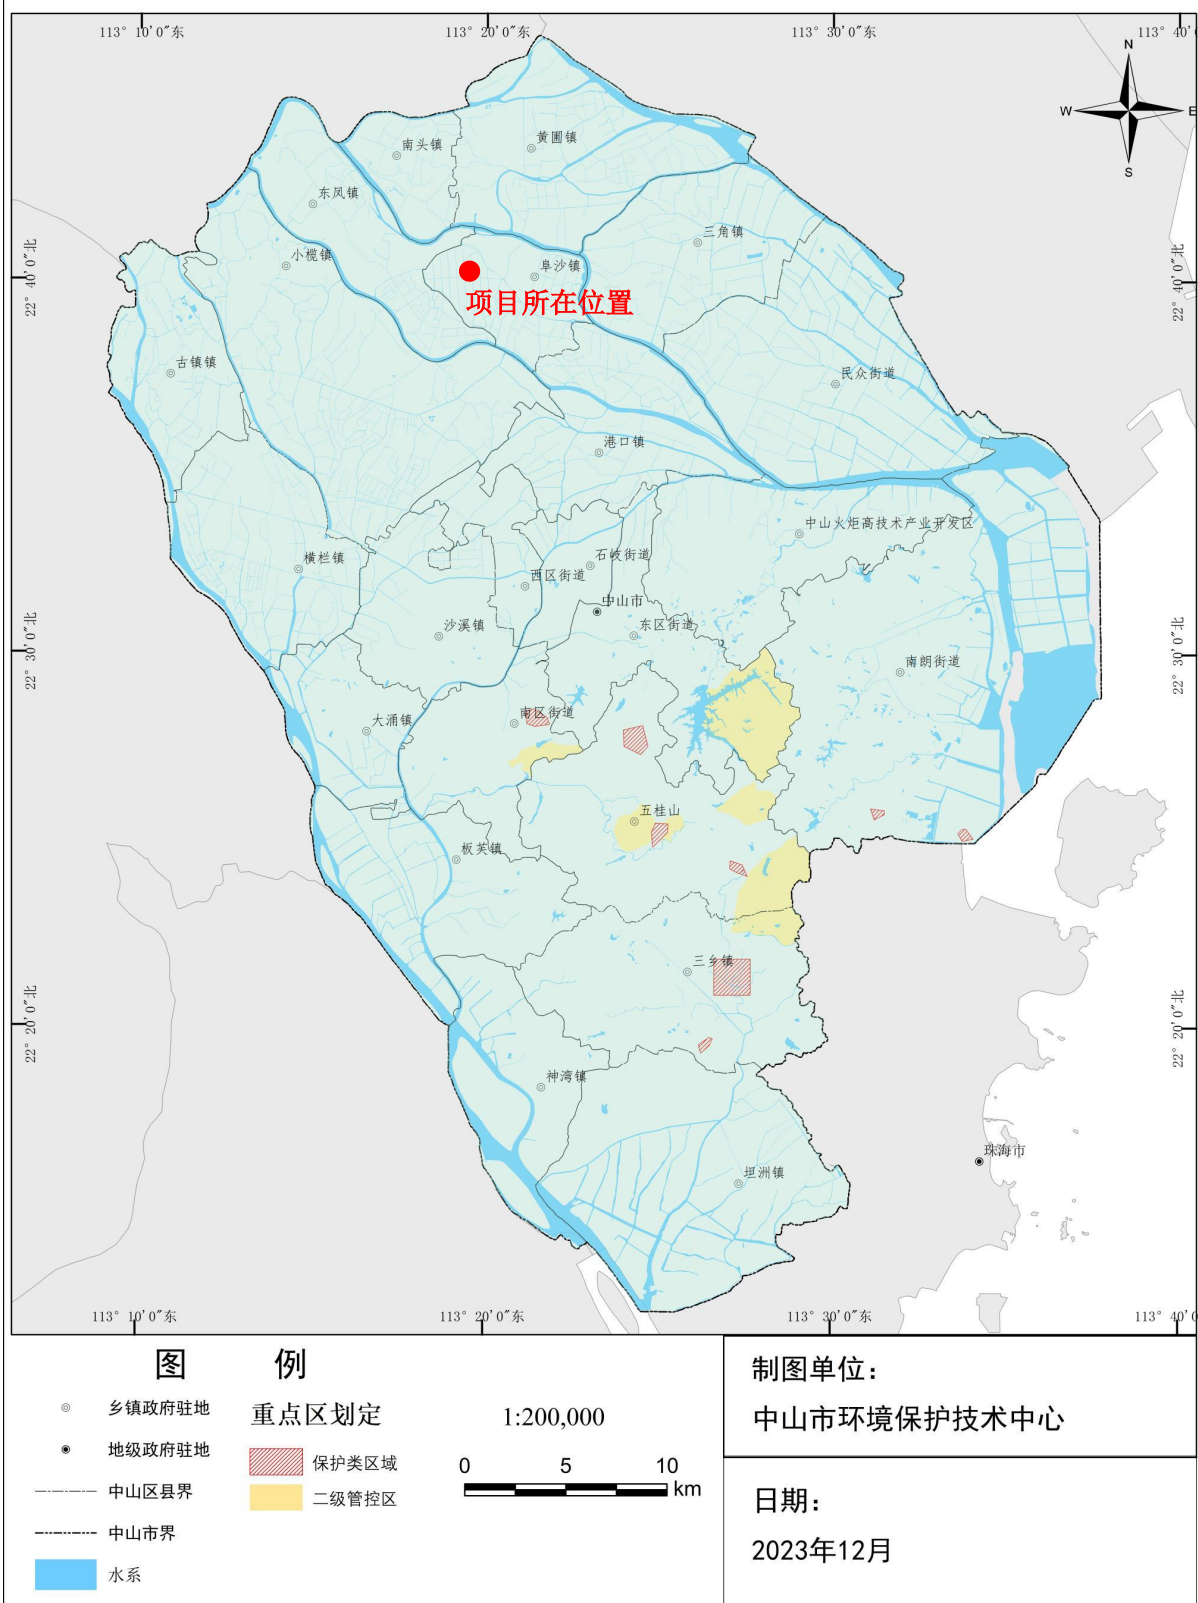 113° 10′0″东
113° 20′0″东
113° 30′0″东
113° 40′0
N
W
E
S
南头镇
黄圃镇
东凤镇
三角镇
小榄镇
阜沙镇
22° 40′0″北
22° 40′0″北
项目所在位置
古镇镇
民众街道
港口镇
中山火炬高技术产业开发区
横栏镇
石岐街道
西区街道
中山市
沙溪镇
东区街道
22° 30′0″北
22° 30′0″北
南朗街道
大涌镇
南区街道
五桂山
板芙镇
三乡镇
22° 20′0″北
22° 20′0″北
神湾镇
珠海市
坦洲镇
113° 10′0″东
113° 20′0″东
113° 30′0″东
113° 40′0
图 例
乡镇政府驻地
地级政府驻地
中山区县界
中山市界
水系
重点区划定
保护类区域
二级管控区
1:200,000
0 5 10
km
制图单位：
中山市环境保护技术中心
日期：
2023年12月